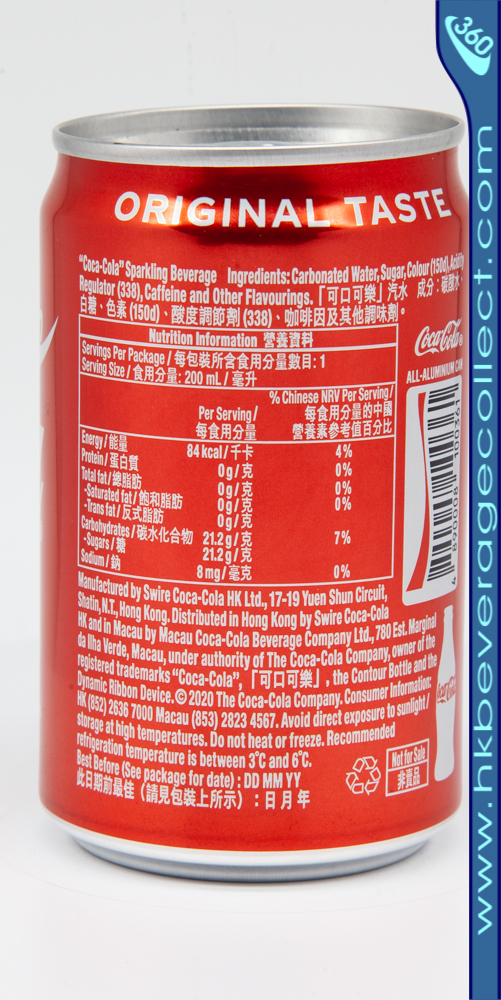 360
www.hkbeveragecollect.com
ORIGINAL TASTE
"Coca-Cola" Sparkling Beverage Ingredients: Carbonated Water, Sugar, Colour (150d), Acidity
Regulator (338), Caffeine and Other Flavourings. 「可口可樂」汽水 成分：碳酸水、
白糖、色素 (150d)、酸度調節劑 (338)、咖啡因及其他調味劑。
Nutrition Information 營養資料
Servings Per Package / 每包裝所含食用分量數目: 1
Serving Size / 食用分量: 200 mL / 毫升
Per Serving / 每食用分量
% Chinese NRV Per Serving / 每食用分量的中國營養素參考值百分比
Energy / 能量 84 kcal / 千卡 4%
Protein / 蛋白質 0 g / 克 0%
Total fat / 總脂肪 0 g / 克 0%
-Saturated fat / 飽和脂肪 0 g / 克 0%
-Trans fat / 反式脂肪 0 g / 克
Carbohydrates / 碳水化合物 21.2 g / 克 7%
-Sugars / 糖 21.2 g / 克
Sodium / 鈉 8 mg / 毫克 0%
Manufactured by Swire Coca-Cola HK Ltd., 17-19 Yuen Shun Circuit,
Shatin, N.T., Hong Kong. Distributed in Hong Kong by Swire Coca-Cola
HK and in Macau by Macau Coca-Cola Beverage Company Ltd., 780 Est. Marginal
da Ilha Verde, Macau, under authority of The Coca-Cola Company, owner of the
registered trademarks "Coca-Cola", 「可口可樂」, the Contour Bottle and the
Dynamic Ribbon Device. © 2020 The Coca-Cola Company. Consumer Information:
HK (852) 2636 7000 Macau (853) 2823 4567. Avoid direct exposure to sunlight /
storage at high temperatures. Do not heat or freeze. Recommended
refrigeration temperature is between 3°C and 6°C.
Best Before (See package for date) : DD MM YY
此日期前最佳（請見包裝上所示）：日 月 年
Coca-Cola®
ALL-ALUMINIUM CAN
4 890008 100361
Coca-Cola
Not for Sale
非賣品